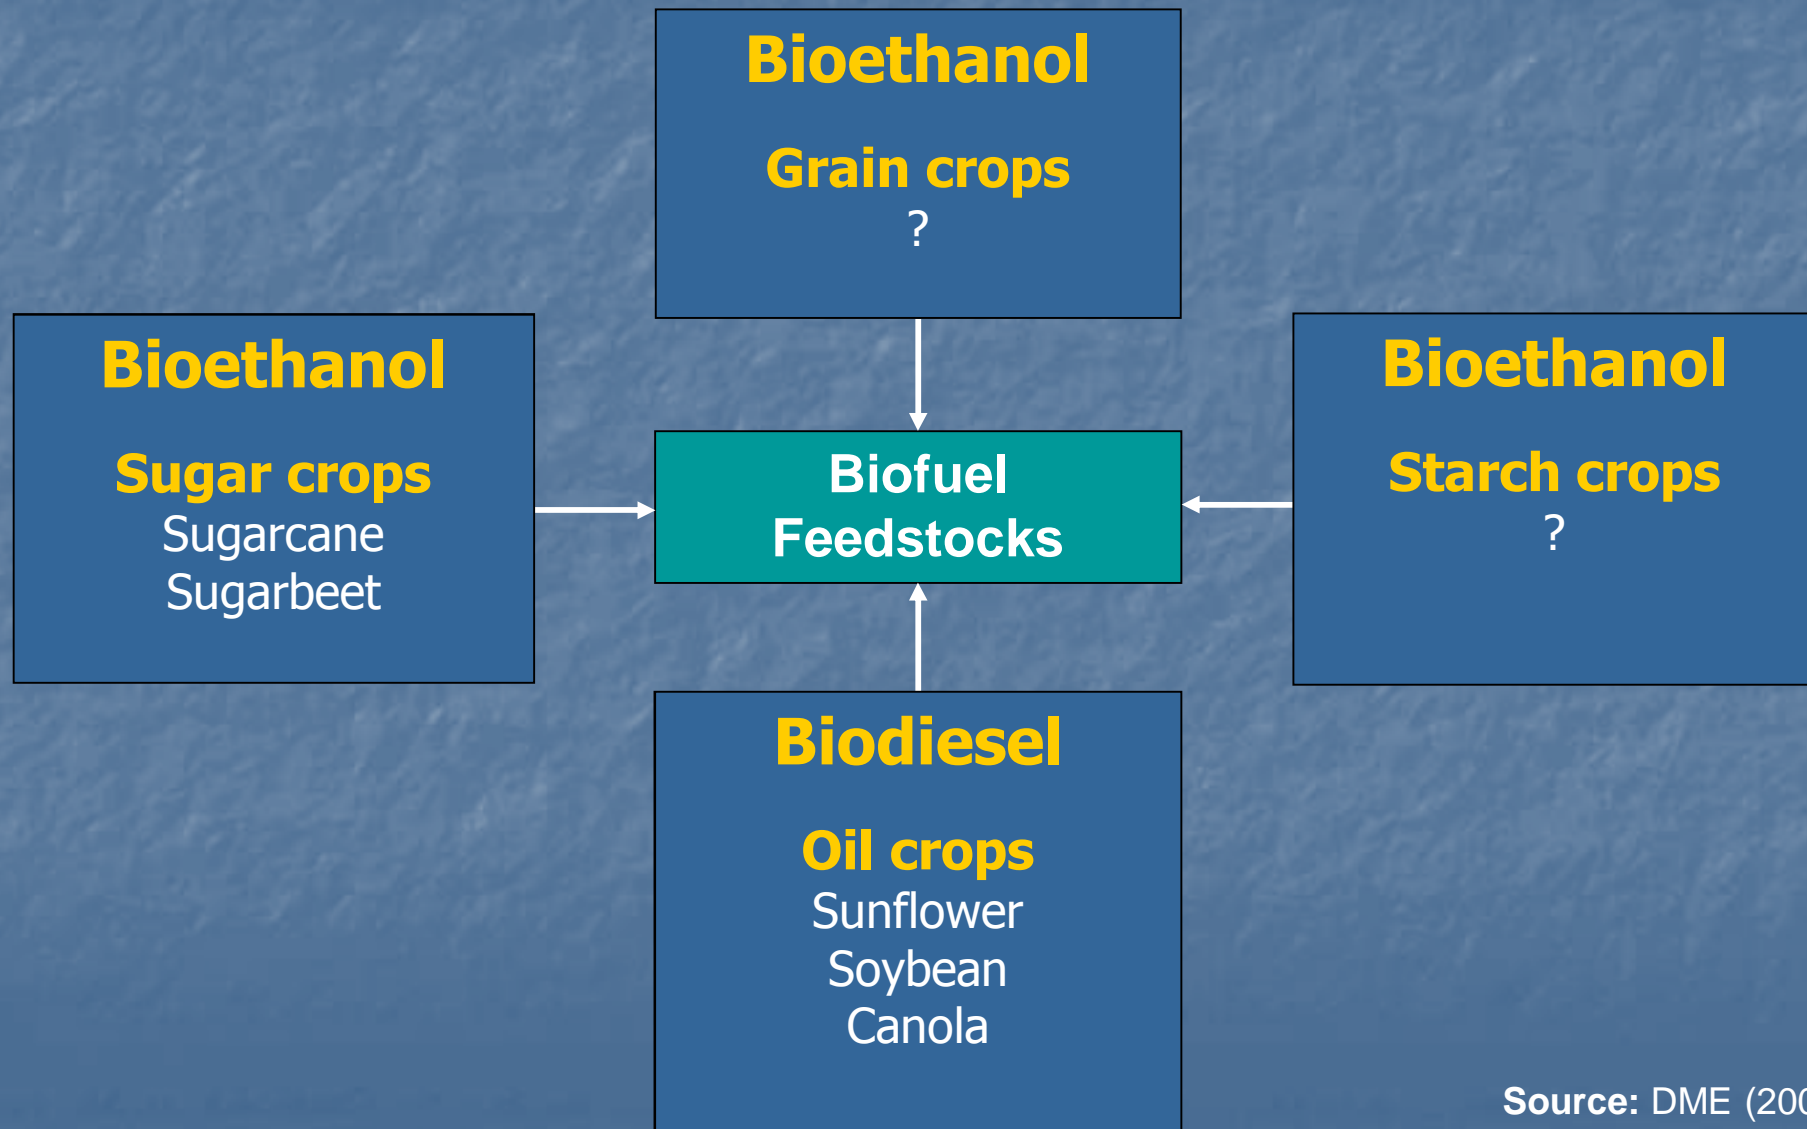 Bioethanol
Grain crops
?
Bioethanol
Sugar crops
Sugarcane
Sugarbeet
Biofuel
Feedstocks
Bioethanol
Starch crops
?
Biodiesel
Oil crops
Sunflower
Soybean
Canola
Source: DME (200